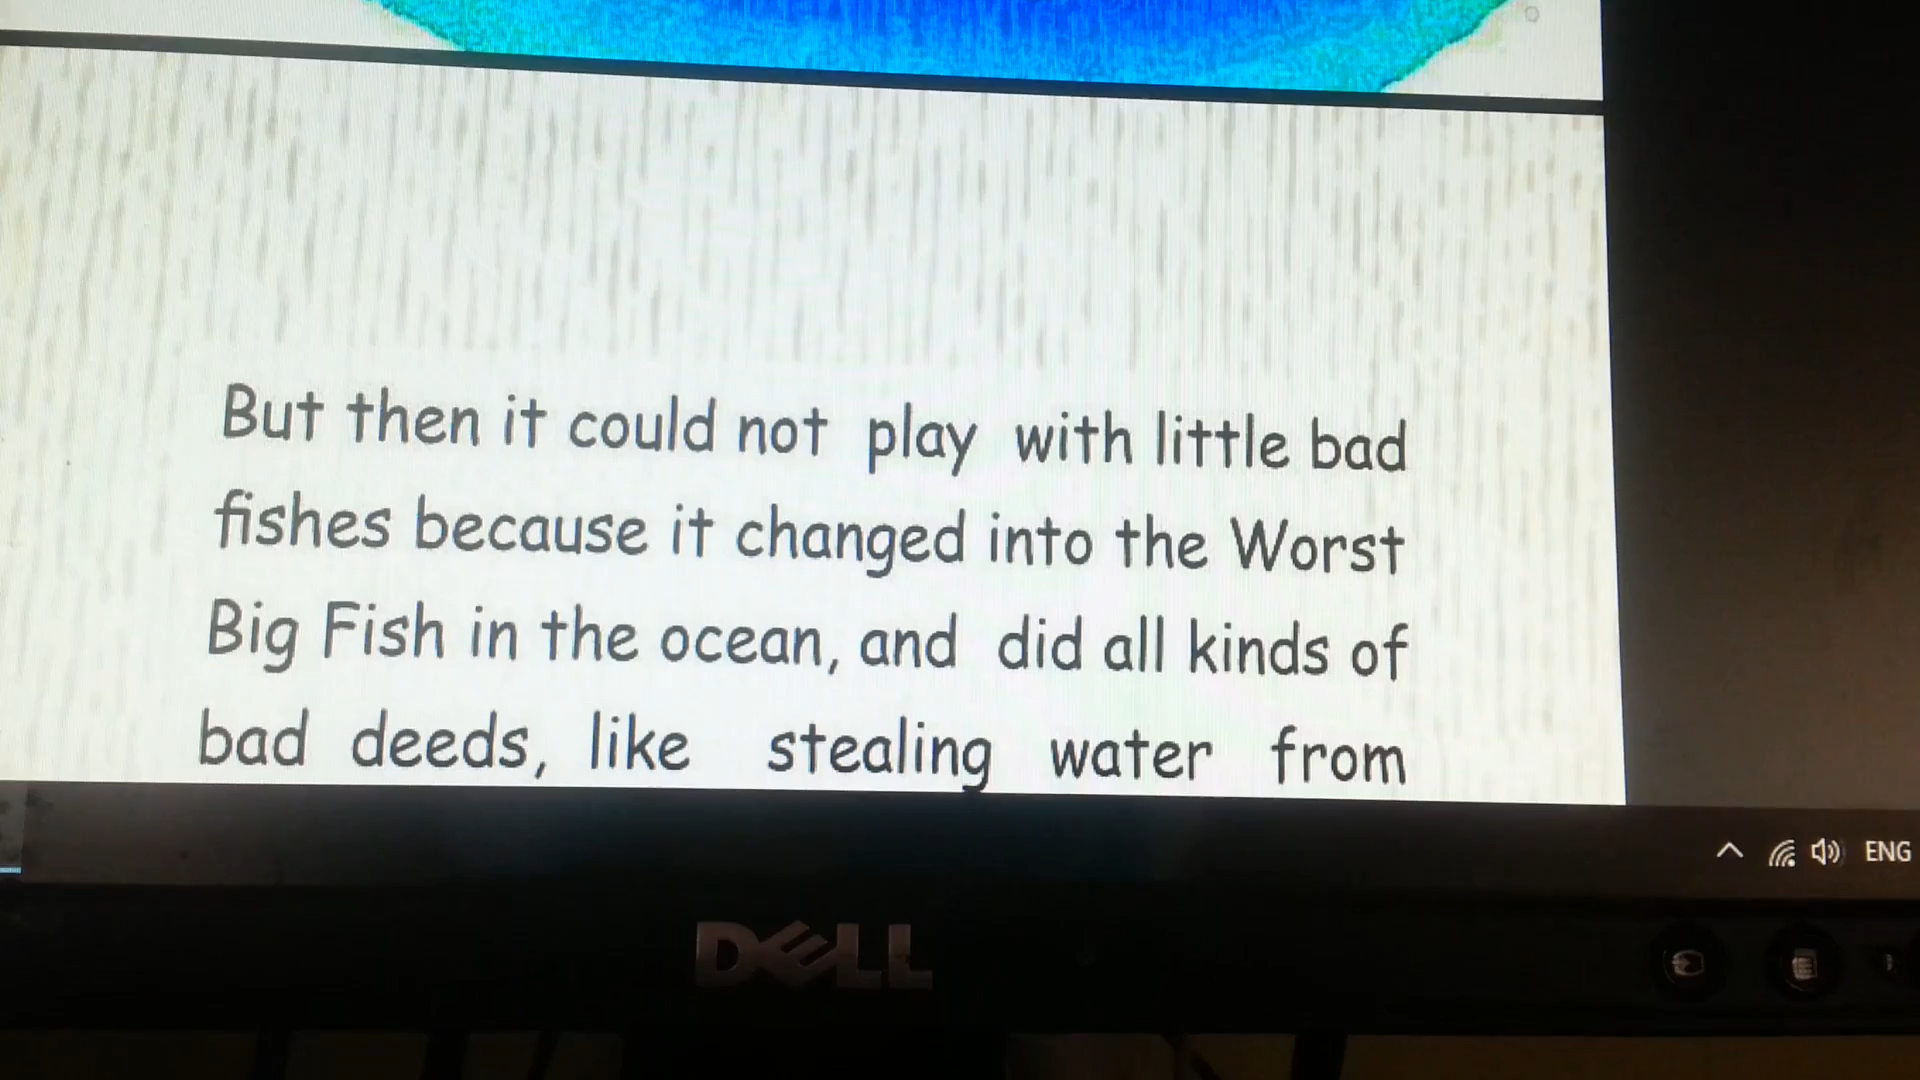 But then it could not play with little bad
fishes because it changed into the Worst
Big Fish in the ocean, and did all kinds of
bad deeds, like stealing water from
ENG
DELL